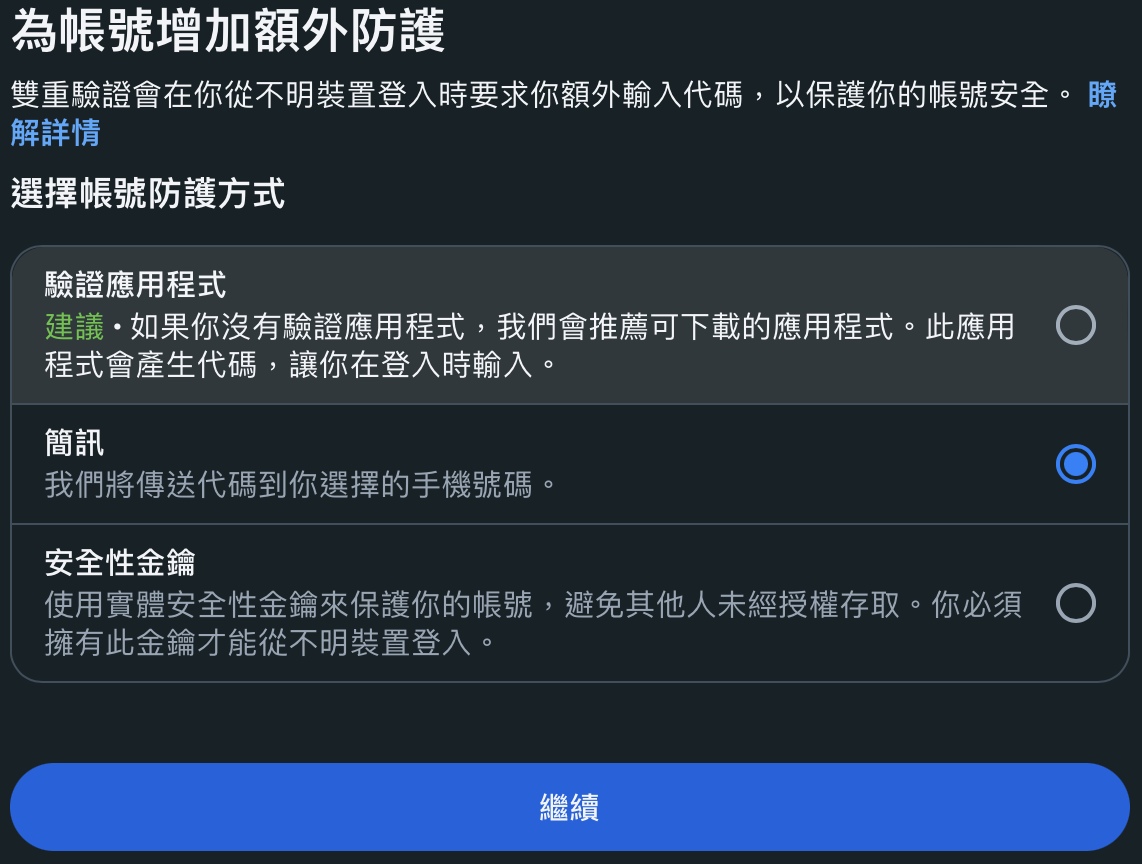 為帳號增加額外防護
雙重驗證會在你從不明裝置登入時要求你額外輸入代碼，以保護你的帳號安全。 瞭
解詳情
選擇帳號防護方式
驗證應用程式
建議 • 如果你沒有驗證應用程式，我們會推薦可下載的應用程式。此應用
程式會產生代碼，讓你在登入時輸入。
簡訊
我們將傳送代碼到你選擇的手機號碼。
安全性金鑰
使用實體安全性金鑰來保護你的帳號，避免其他人未經授權存取。你必須
擁有此金鑰才能從不明裝置登入。
繼續